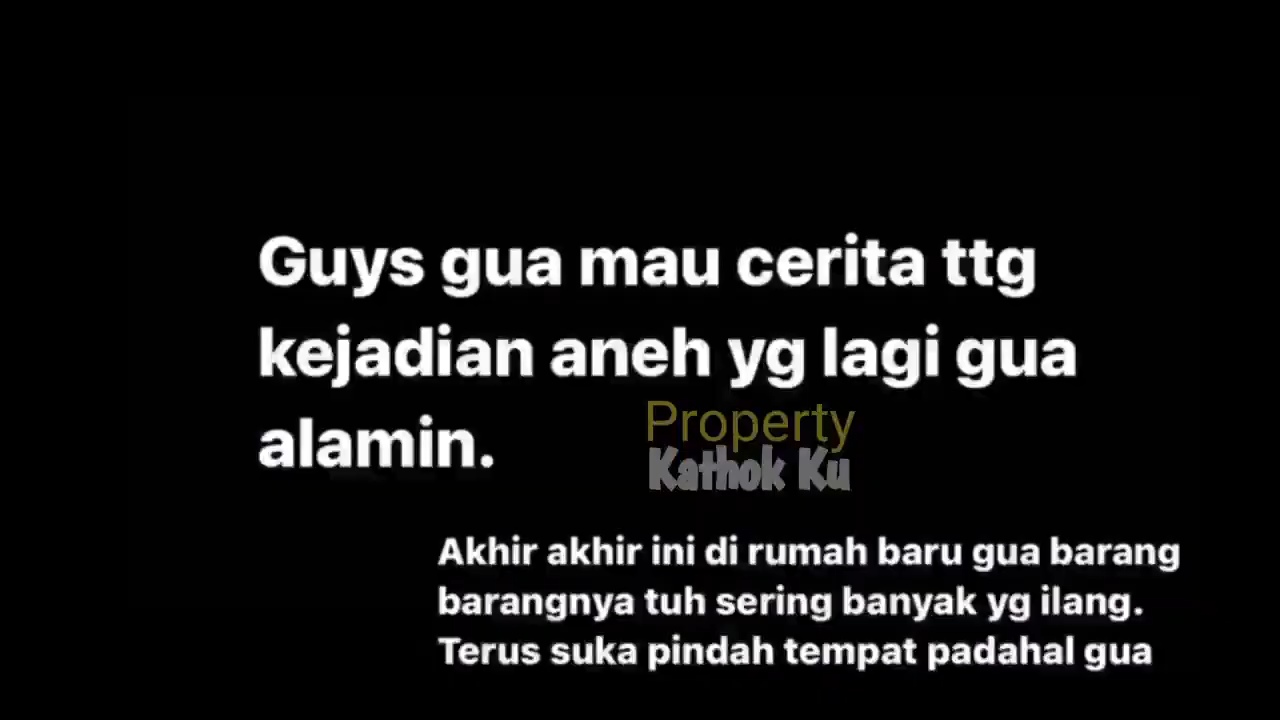 Guys gua mau cerita ttg
kejadian aneh yg lagi gua
alamin.
Property
Kathok Ku
Akhir akhir ini di rumah baru gua barang
barangnya tuh sering banyak yg ilang.
Terus suka pindah tempat padahal gua